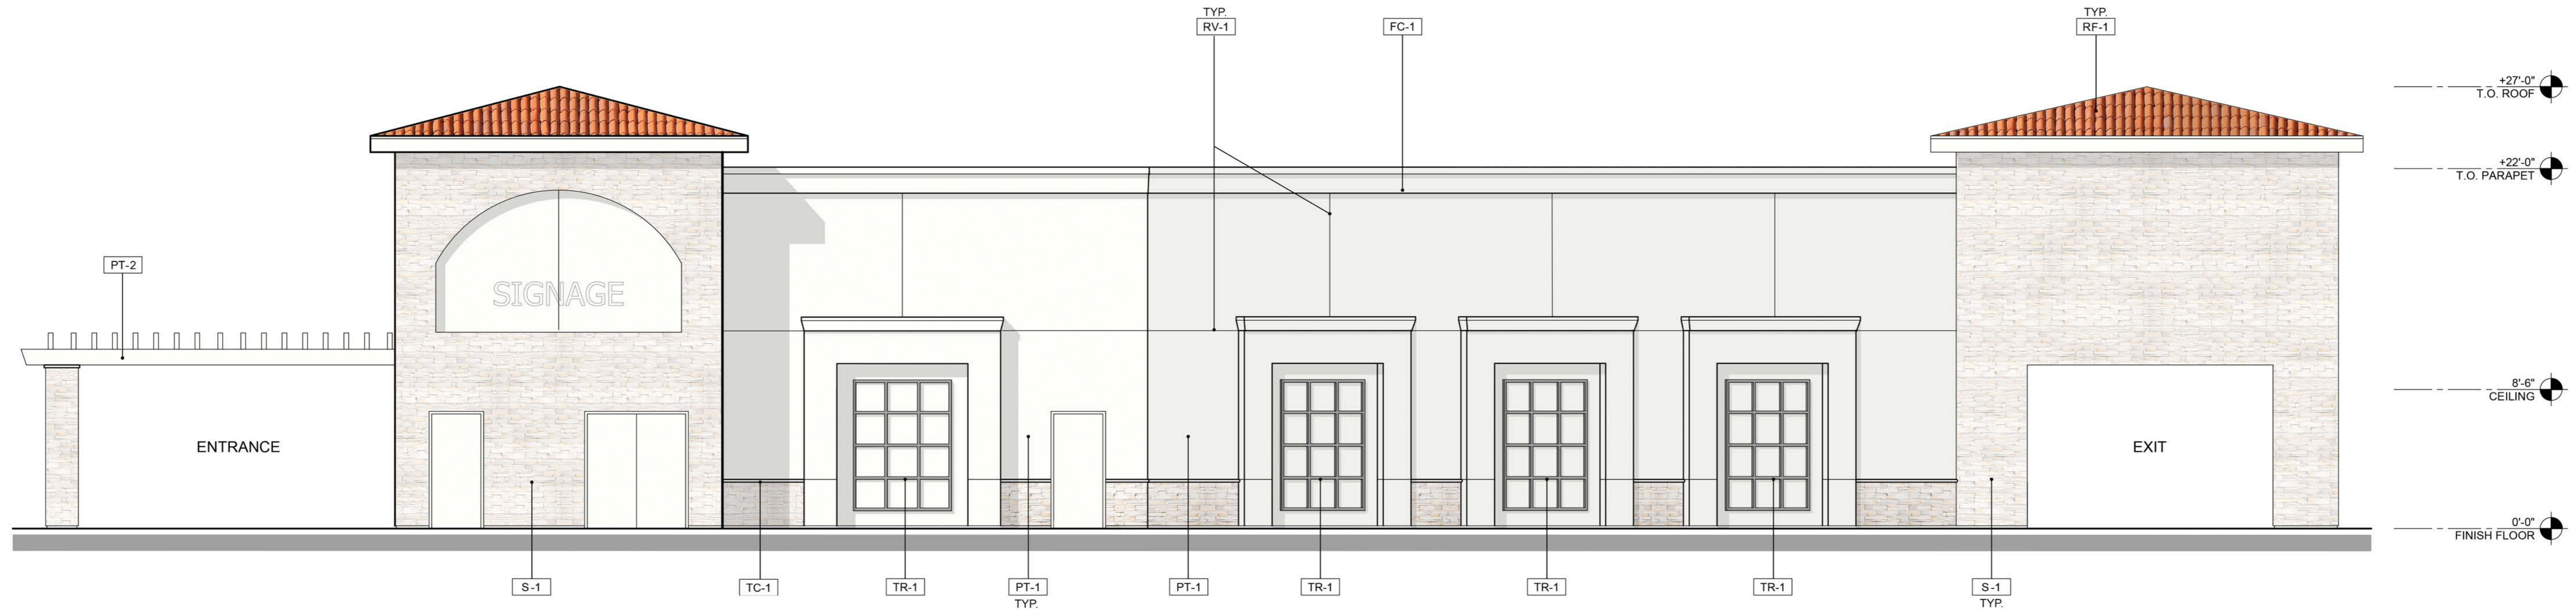 TYP.
RV-1
FC-1
TYP.
RF-1
+27'-0"
T.O. ROOF
+22'-0"
T.O. PARAPET
PT-2
SIGNAGE
8'-6"
CEILING
ENTRANCE
EXIT
0'-0"
FINISH FLOOR
S-1
TC-1
TR-1
PT-1
TYP.
PT-1
TR-1
TR-1
TR-1
S-1
TYP.